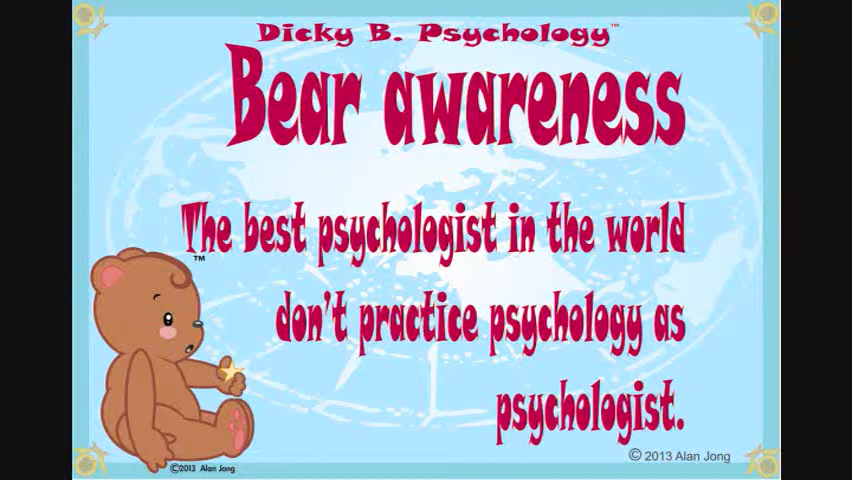 Dicky B. Psychology™
Bear awareness
The best psychologist in the world
™
don't practice psychology as
psychologist.
© 2013 Alan Jong
©2013 Alan Jong